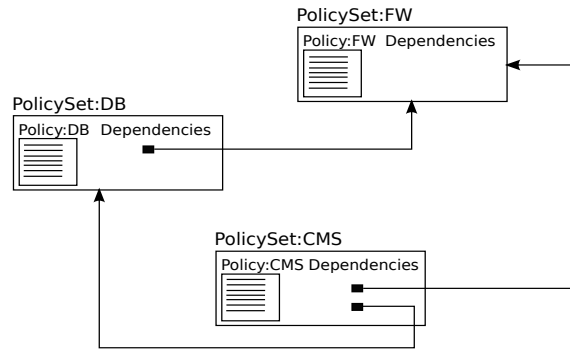 PolicySet:FW
Policy:FW Dependencies
PolicySet:DB
Policy:DB Dependencies
PolicySet:CMS
Policy:CMS Dependencies